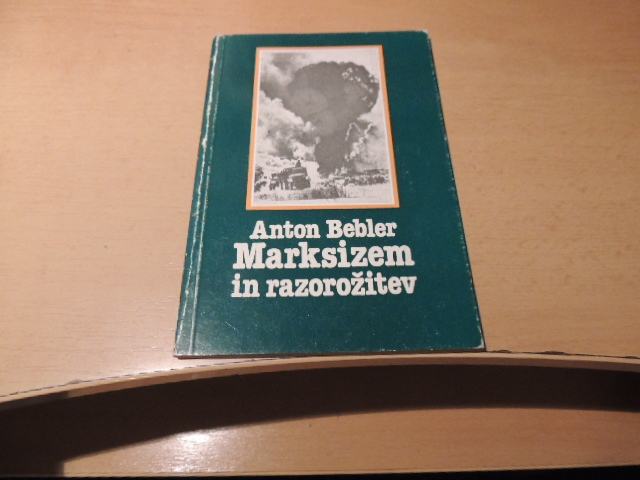 Anton Bebler
Marksizem
in razorožitev